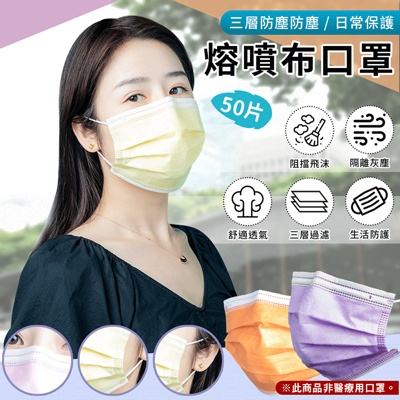 三層防塵防塵 / 日常保護
熔噴布口罩
50片
阻擋飛沫
隔離灰塵
舒適透氣
三層過濾
生活防護
※此商品非醫療用口罩。